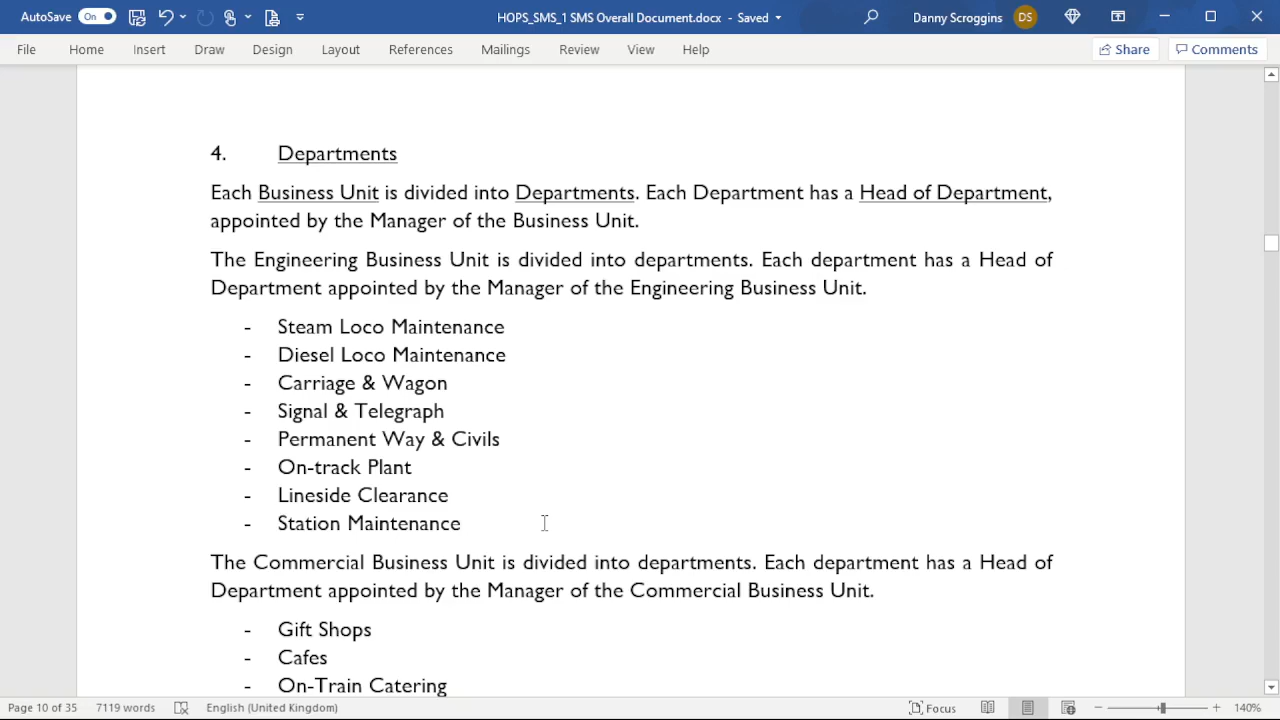 AutoSave On HOPS_SMS_1 SMS Overall Document.docx - Saved Danny Scroggins DS
File Home Insert Draw Design Layout References Mailings Review View Help Share Comments
4. Departments
Each Business Unit is divided into Departments. Each Department has a Head of Department,
appointed by the Manager of the Business Unit.
The Engineering Business Unit is divided into departments. Each department has a Head of
Department appointed by the Manager of the Engineering Business Unit.
- Steam Loco Maintenance
- Diesel Loco Maintenance
- Carriage & Wagon
- Signal & Telegraph
- Permanent Way & Civils
- On-track Plant
- Lineside Clearance
- Station Maintenance
The Commercial Business Unit is divided into departments. Each department has a Head of
Department appointed by the Manager of the Commercial Business Unit.
- Gift Shops
- Cafes
- On-Train Catering
Page 10 of 35 7119 words English (United Kingdom) Focus 140%